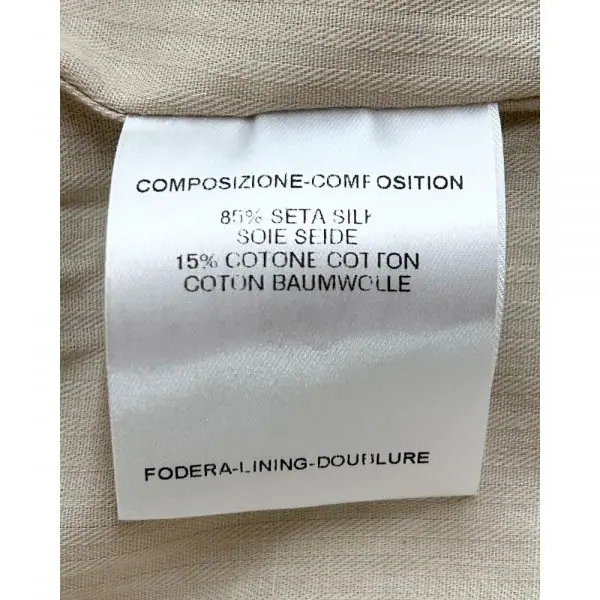 COMPOSIZIONE-COMPOSITION
85% SETA SILK
SOIE SEIDE
15% COTONE COTTON
COTON BAUMWOLLE
FODERA-LINING-DOUBLURE